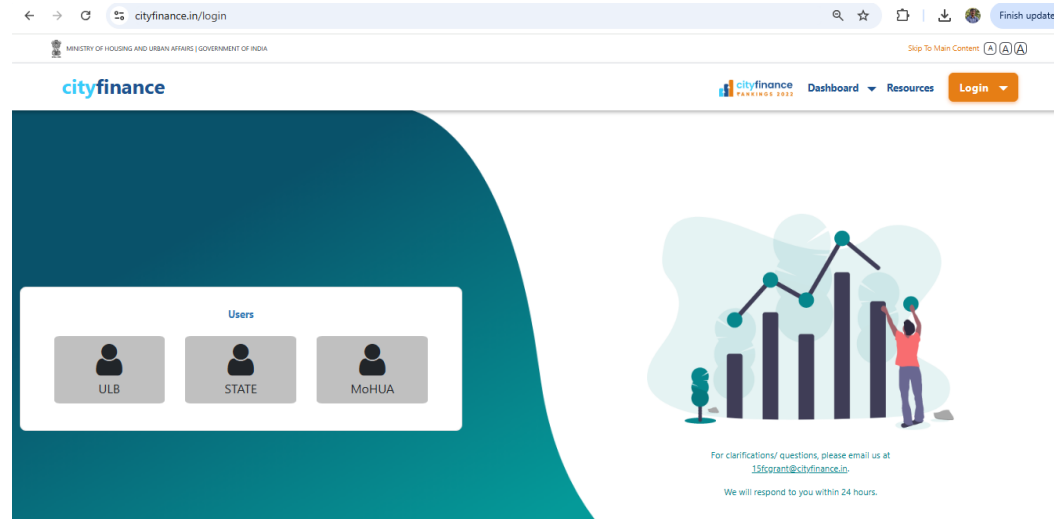 cityfinance.in/login
Finish update
MINISTRY OF HOUSING AND URBAN AFFAIRS | GOVERNMENT OF INDIA
Skip To Main Content A A A
cityfinance
cityfinance
RANKINGS 2022
Dashboard
Resources
Login
Users
ULB
STATE
MoHUA
For clarifications/ questions, please email us at
15fcgrant@cityfinance.in.
We will respond to you within 24 hours.